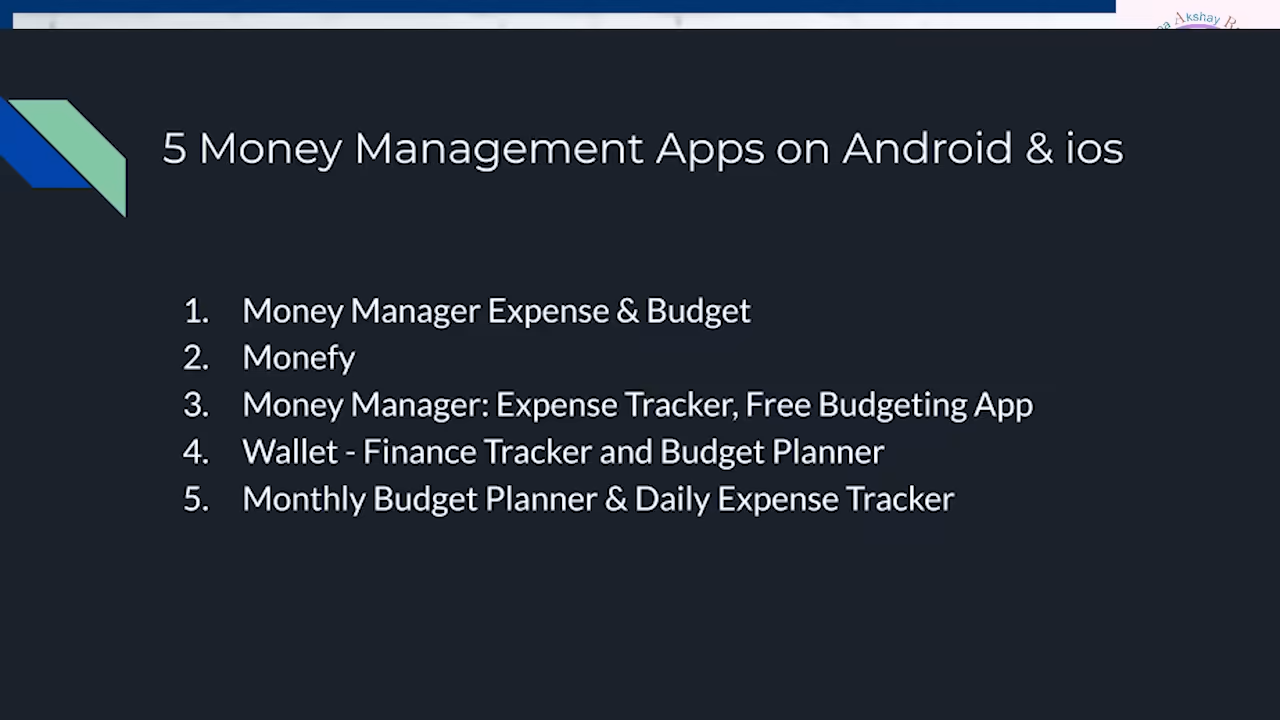 Akshay
5 Money Management Apps on Android & ios
1. Money Manager Expense & Budget
2. Monefy
3. Money Manager: Expense Tracker, Free Budgeting App
4. Wallet - Finance Tracker and Budget Planner
5. Monthly Budget Planner & Daily Expense Tracker